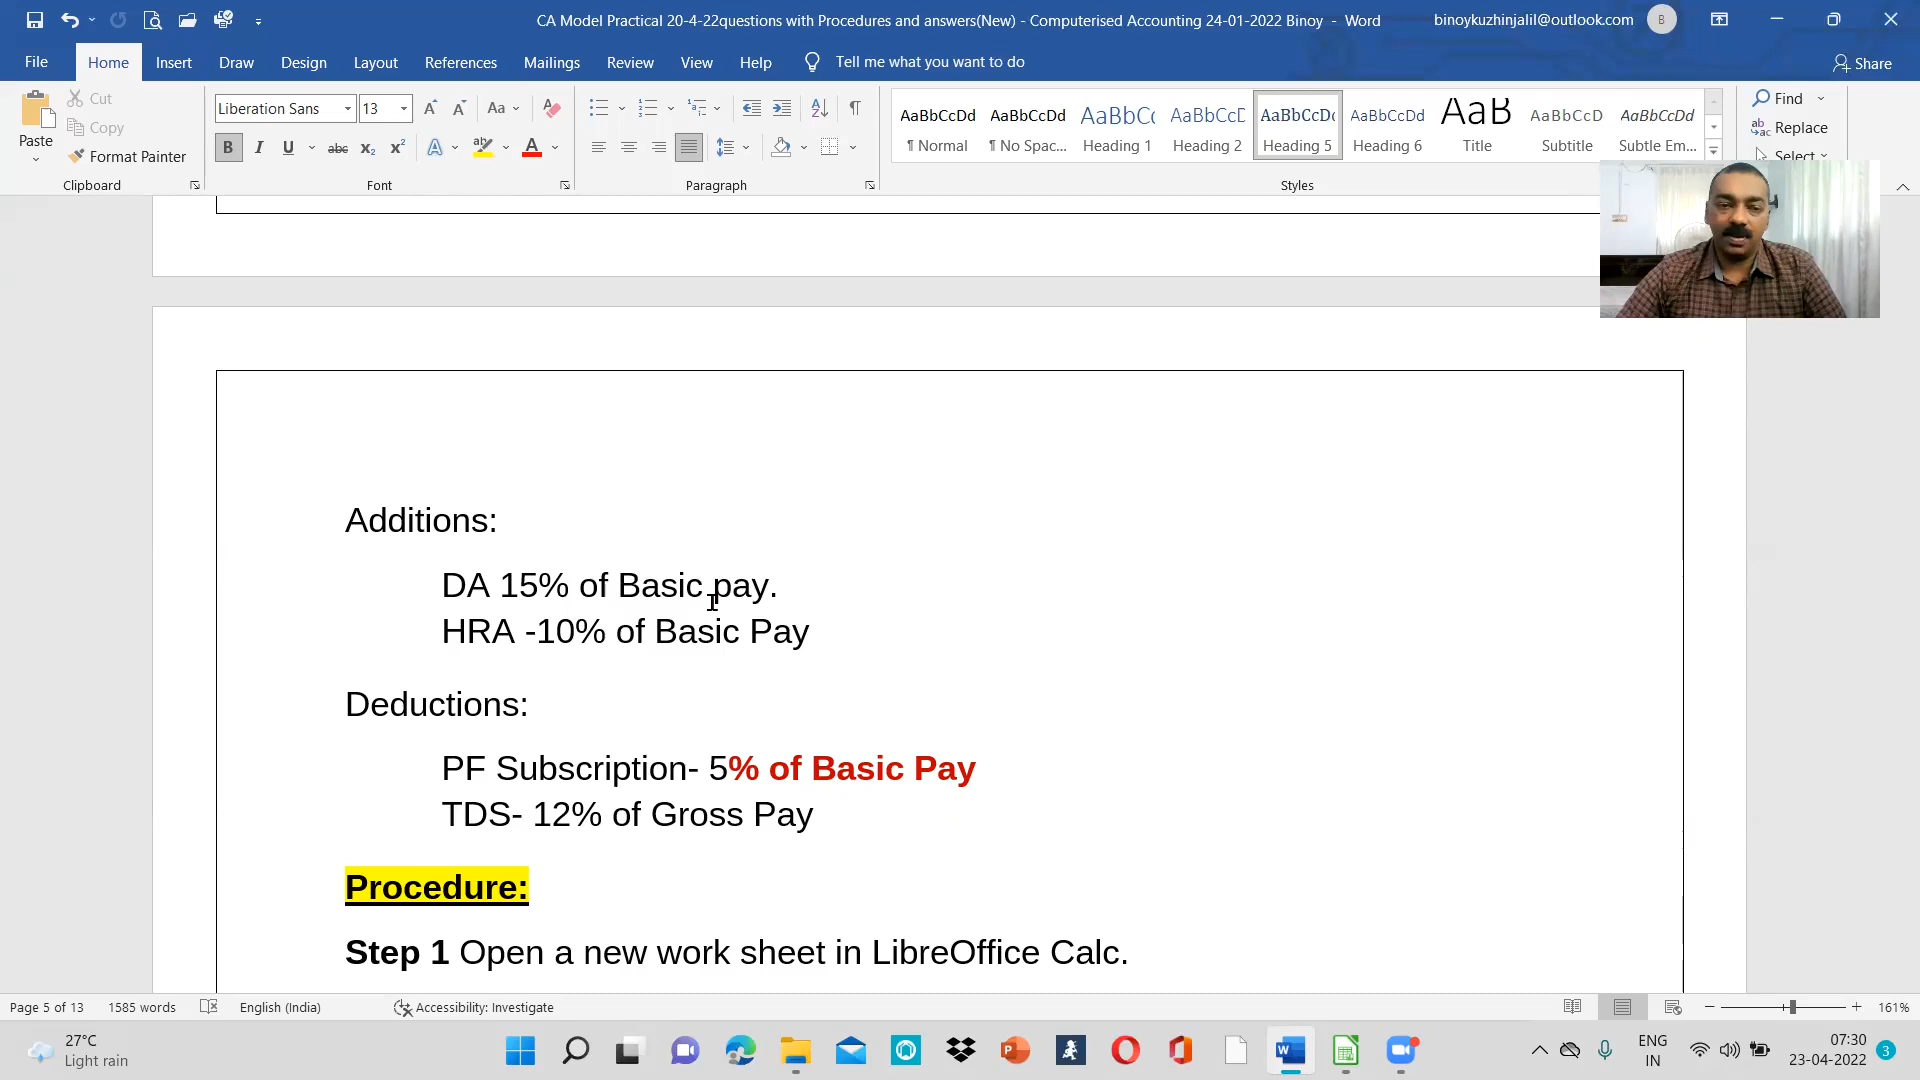 CA Model Practical 20-4-22questions with Procedures and answers(New) - Computerised Accounting 24-01-2022 Binoy - Word
binoykuzhinjalil@outlook.com
B
File Home Insert Draw Design Layout References Mailings Review View Help Tell me what you want to do Share
Paste
Cut
Copy
Format Painter
Clipboard
Liberation Sans 13
Font
Paragraph
AaBbCcDd AaBbCcDd AaBbCc AaBbCcD AaBbCcDc AaBbCcDd AaB AaBbCcD AaBbCcDd
¶ Normal ¶ No Spac... Heading 1 Heading 2 Heading 5 Heading 6 Title Subtitle Subtle Em...
Styles
Find
Replace
Select
Additions:
DA 15% of Basic pay.
HRA -10% of Basic Pay
Deductions:
PF Subscription- 5% of Basic Pay
TDS- 12% of Gross Pay
Procedure:
Step 1 Open a new work sheet in LibreOffice Calc.
Page 5 of 13 1585 words English (India) Accessibility: Investigate 161%
27°C
Light rain
ENG
IN
07:30
23-04-2022
3